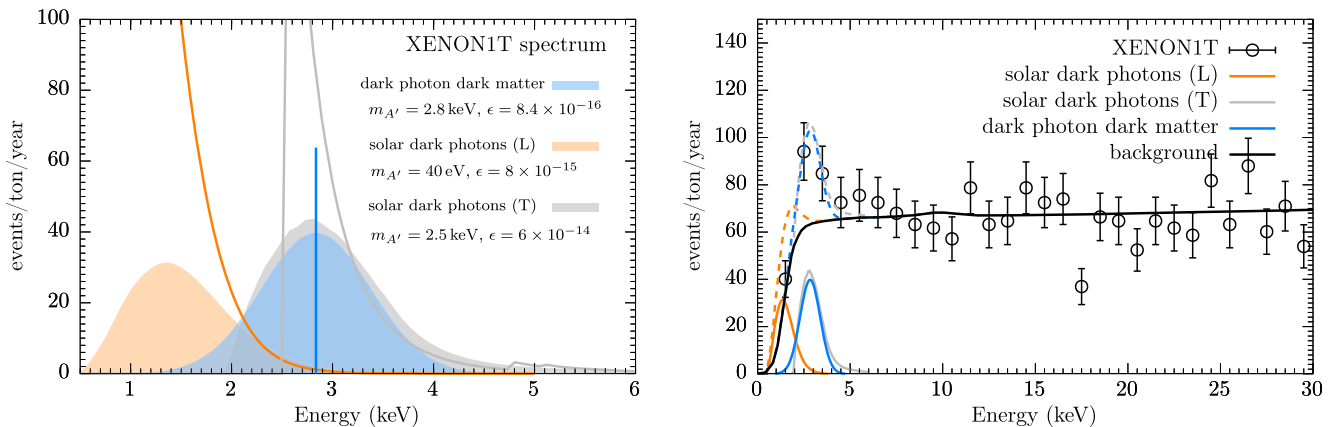 XENON1T spectrum
dark photon dark matter
m_{A′} = 2.8 keV, ϵ = 8.4 × 10^{−16}
solar dark photons (L)
m_{A′} = 40 eV, ϵ = 8 × 10^{−15}
solar dark photons (T)
m_{A′} = 2.5 keV, ϵ = 6 × 10^{−14}
events/ton/year
100
80
60
40
20
0
1 2 3 4 5 6
Energy (keV)
XENON1T
solar dark photons (L)
solar dark photons (T)
dark photon dark matter
background
events/ton/year
140
120
100
80
60
40
20
0
0 5 10 15 20 25 30
Energy (keV)